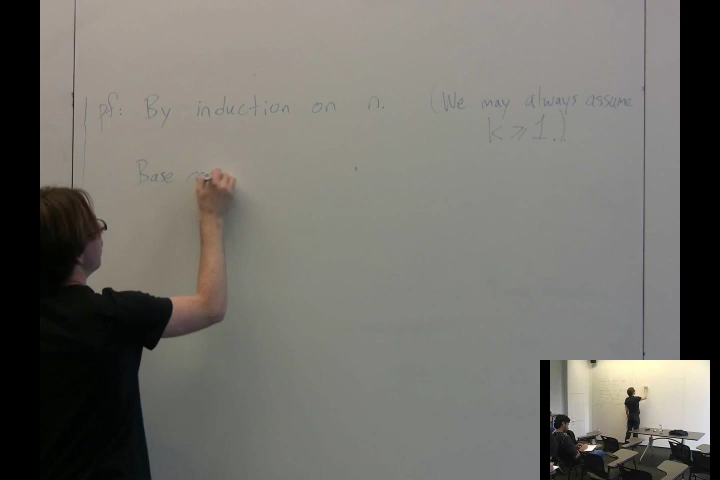 pf: By induction on n. (We may always assume
k ≥ 1.)
Base